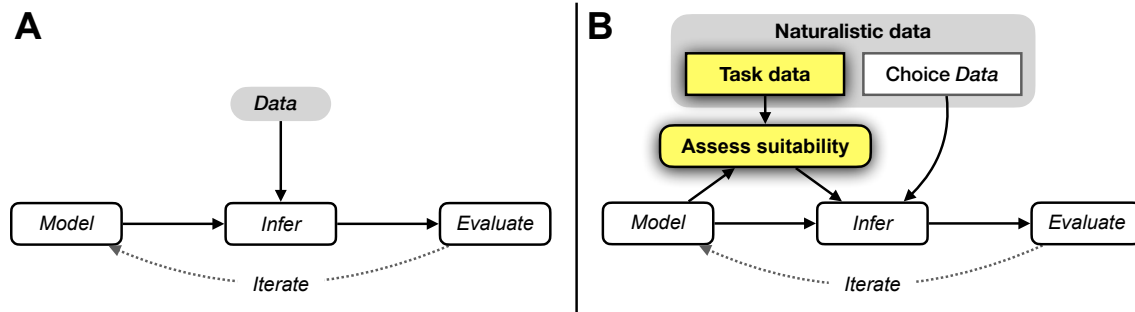 A
Data
Model
Infer
Evaluate
Iterate
B
Naturalistic data
Task data
Choice Data
Assess suitability
Model
Infer
Evaluate
Iterate